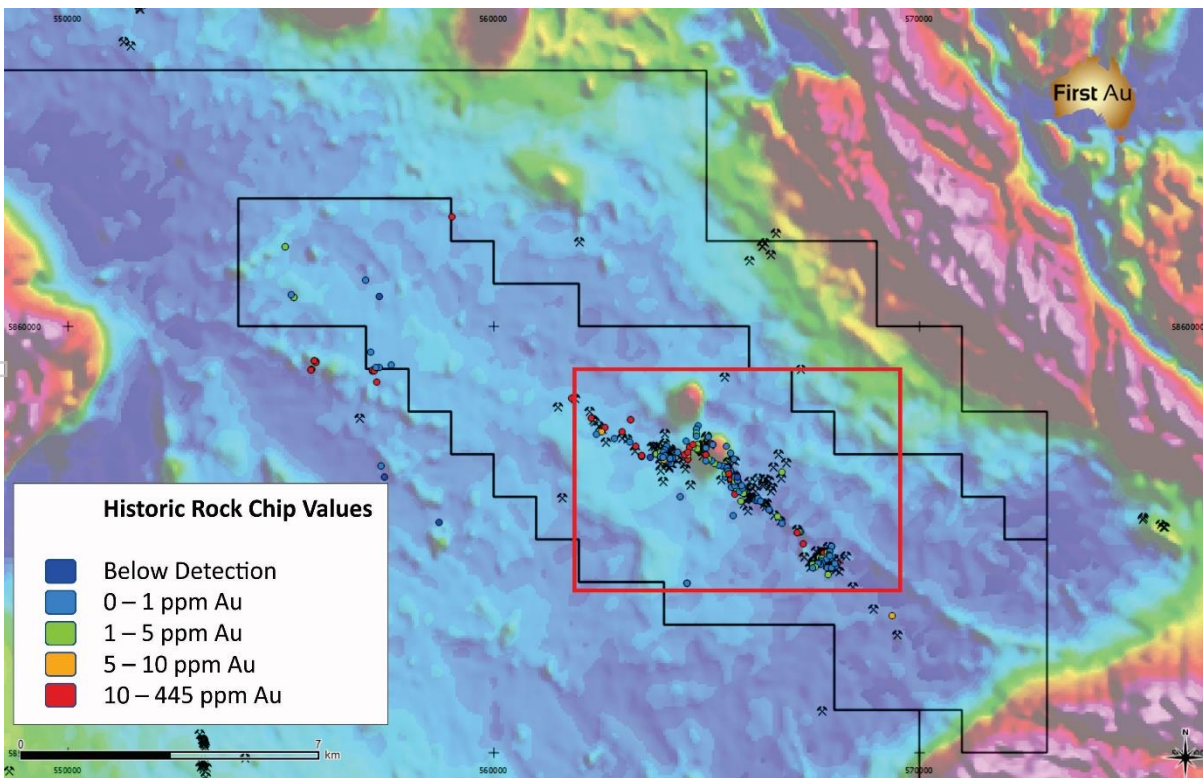 550000
560000
570000
First Au
5860000
5860000
Historic Rock Chip Values
Below Detection
0 – 1 ppm Au
1 – 5 ppm Au
5 – 10 ppm Au
10 – 445 ppm Au
0
7
km
N
550000
560000
570000